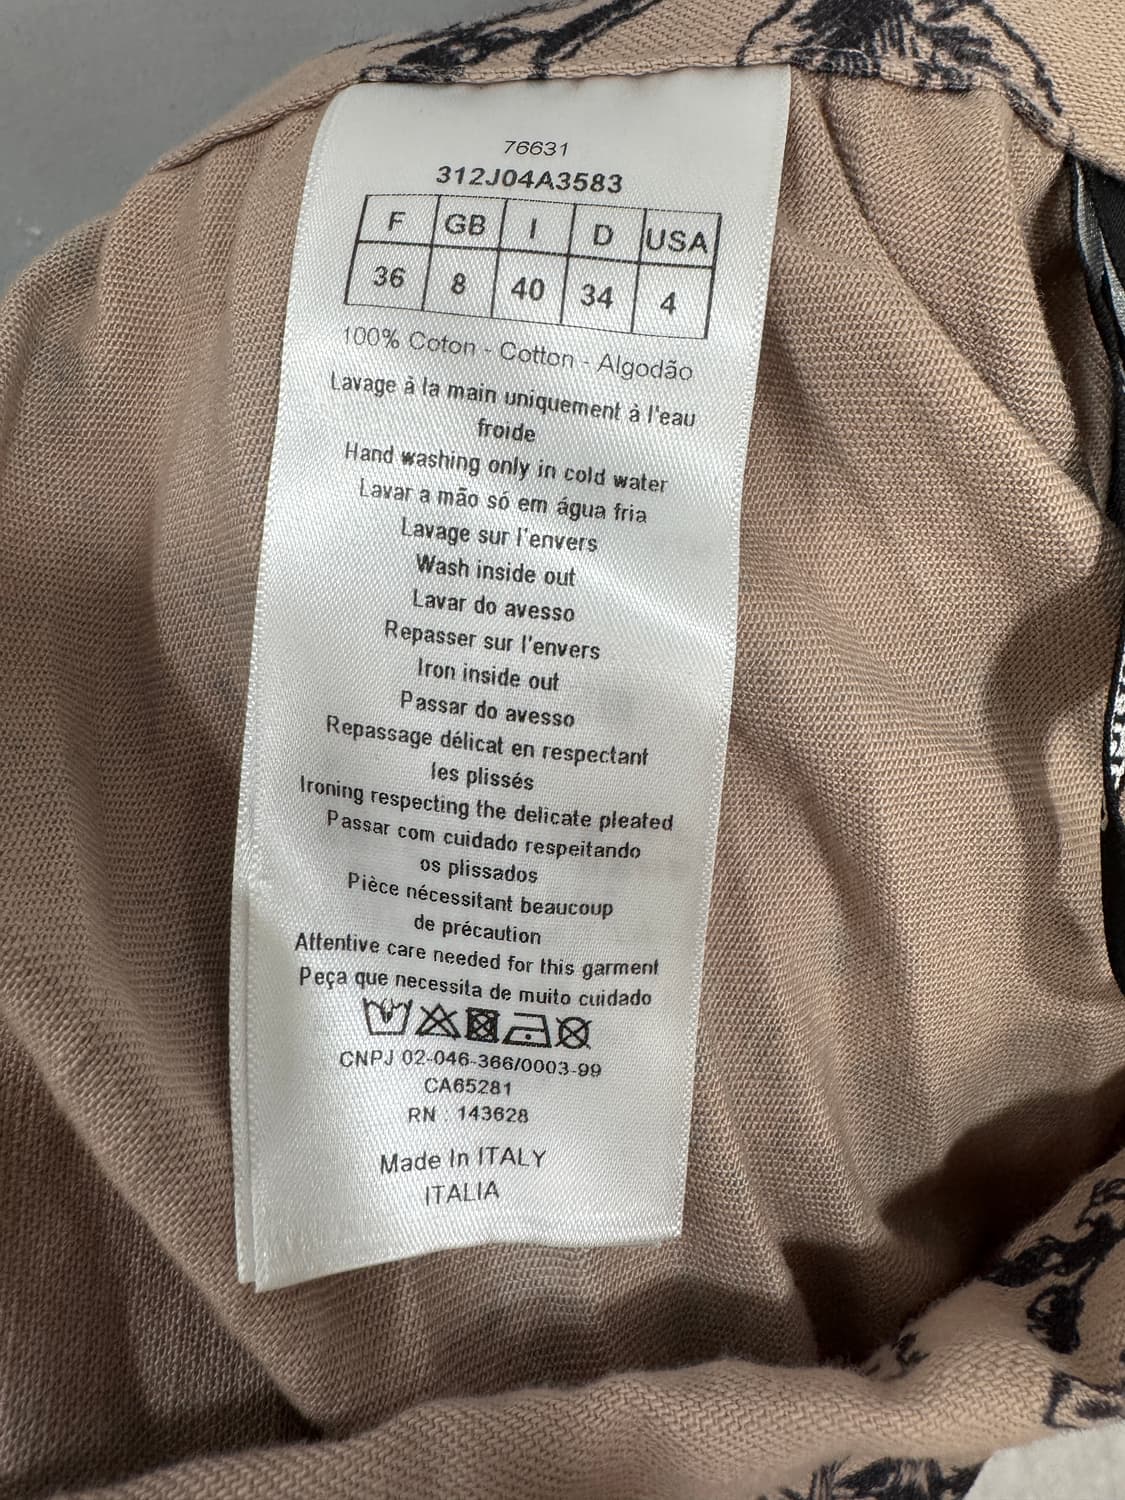 76631
312J04A3583
F GB I D USA
36 8 40 34 4
100% Coton - Cotton - Algodão
Lavage à la main uniquement à l'eau
froide
Hand washing only in cold water
Lavar a mão só em água fria
Lavage sur l'envers
Wash inside out
Lavar do avesso
Repasser sur l'envers
Iron inside out
Passar do avesso
Repassage délicat en respectant
les plissés
Ironing respecting the delicate pleated
Passar com cuidado respeitando
os plissados
Pièce nécessitant beaucoup
de précaution
Attentive care needed for this garment
Peça que necessita de muito cuidado
CNPJ 02-046-366/0003-99
CA65281
RN : 143628
Made In ITALY
ITALIA